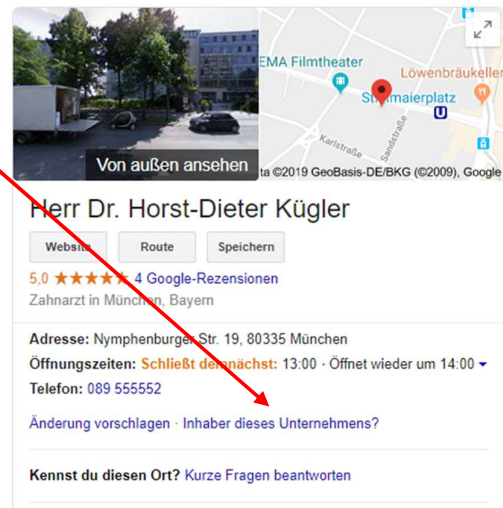 EMA Filmtheater
Löwenbräukeller
Stiglmaierplatz
U
Karlstraße
Sandstraße
Von außen ansehen
ta ©2019 GeoBasis-DE/BKG (©2009), Google
Herr Dr. Horst-Dieter Kügler
Website Route Speichern
5,0 ★★★★★ 4 Google-Rezensionen
Zahnarzt in München, Bayern
Adresse: Nymphenburger Str. 19, 80335 München
Öffnungszeiten: Schließt demnächst: 13:00 · Öffnet wieder um 14:00
Telefon: 089 555552
Änderung vorschlagen · Inhaber dieses Unternehmens?
Kennst du diesen Ort? Kurze Fragen beantworten